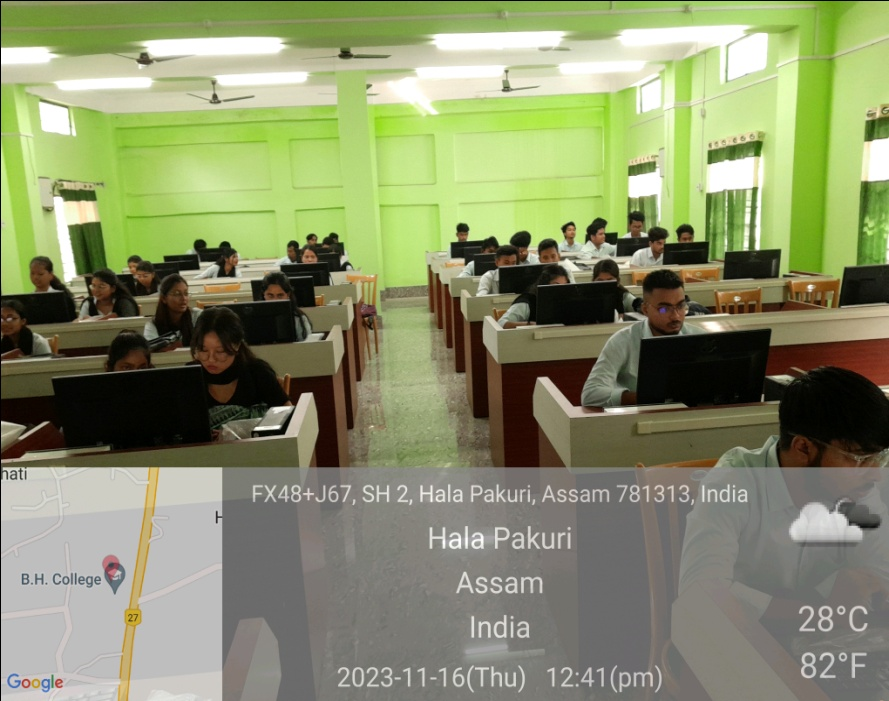 hati
FX48+J67, SH 2, Hala Pakuri, Assam 781313, India
H
Hala Pakuri
B.H. College
Assam
27
India
28°C
82°F
2023-11-16(Thu) 12:41(pm)
Google